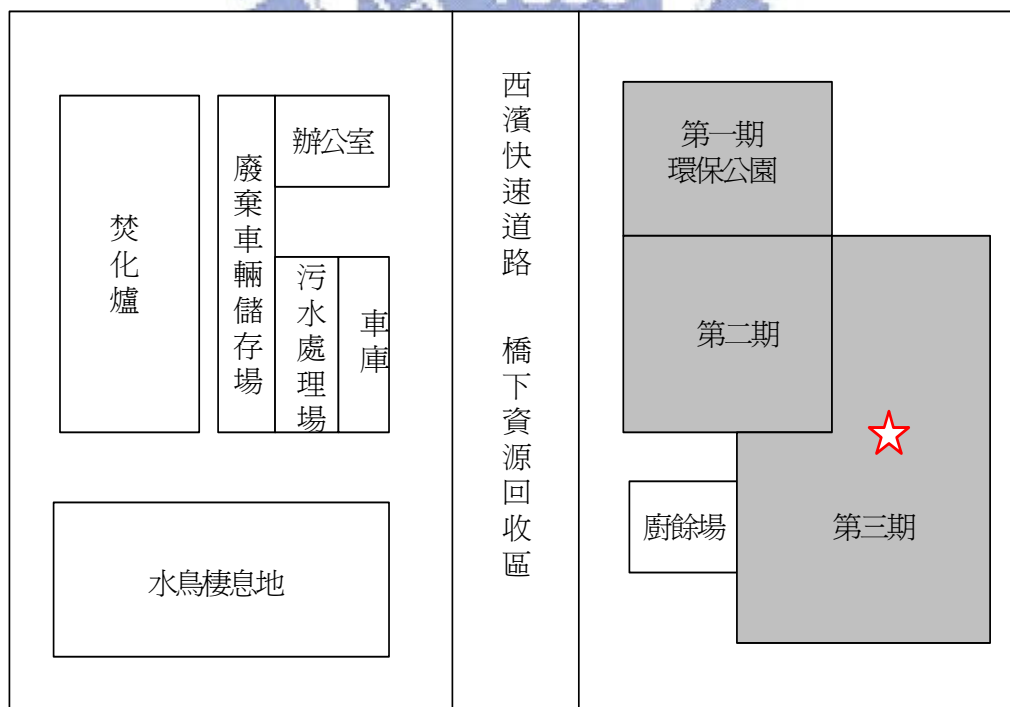 焚化爐
廢棄車輛儲存場
辦公室
污水處理場
車庫
水鳥棲息地
西濱快速道路 橋下資源回收區
第一期
環保公園
第二期
第三期
廚餘場